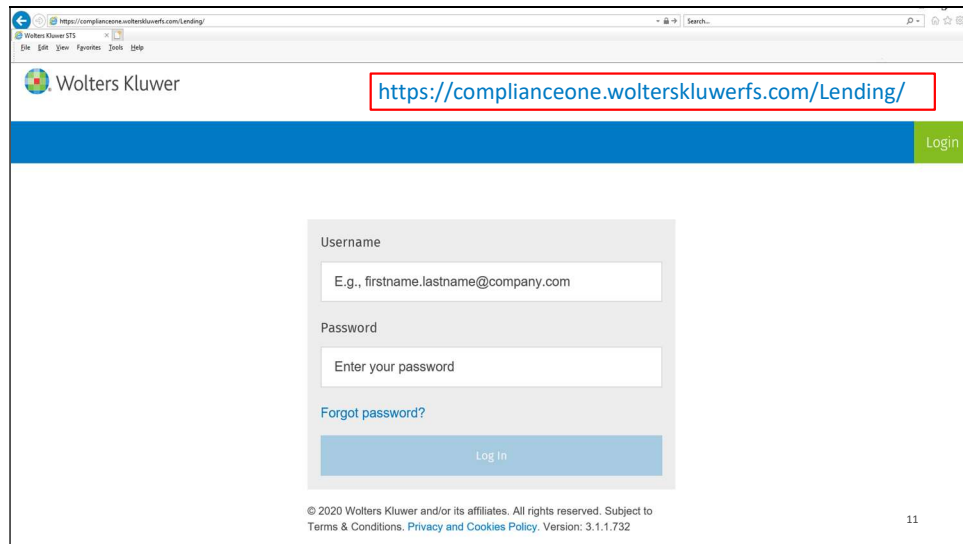 https://complianceone.wolterskluwerfs.com/Lending/
Search...
Wolters Kluwer STS
File Edit View Favorites Tools Help
Wolters Kluwer
https://complianceone.wolterskluwerfs.com/Lending/
Login
Username
E.g., firstname.lastname@company.com
Password
Enter your password
Forgot password?
Log In
© 2020 Wolters Kluwer and/or its affiliates. All rights reserved. Subject to
Terms & Conditions. Privacy and Cookies Policy. Version: 3.1.1.732
11